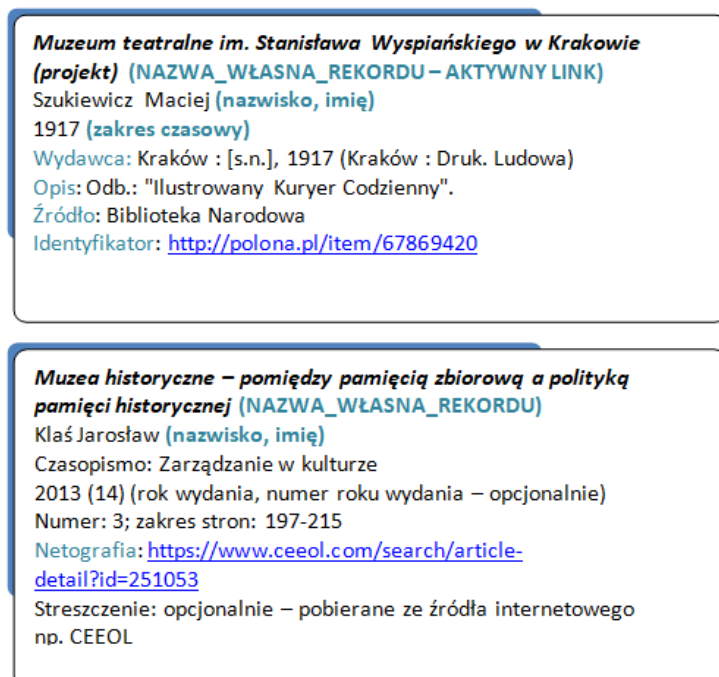 Muzeum teatralne im. Stanisława Wyspiańskiego w Krakowie
(projekt) (NAZWA_WŁASNA_REKORDU – AKTYWNY LINK)
Szukiewicz Maciej (nazwisko, imię)
1917 (zakres czasowy)
Wydawca: Kraków : [s.n.], 1917 (Kraków : Druk. Ludowa)
Opis: Odb.: "Ilustrowany Kuryer Codzienny".
Źródło: Biblioteka Narodowa
Identyfikator: http://polona.pl/item/67869420
Muzea historyczne – pomiędzy pamięcią zbiorową a polityką
pamięci historycznej (NAZWA_WŁASNA_REKORDU)
Klaś Jarosław (nazwisko, imię)
Czasopismo: Zarządzanie w kulturze
2013 (14) (rok wydania, numer roku wydania – opcjonalnie)
Numer: 3; zakres stron: 197-215
Netografia: https://www.ceeol.com/search/article-
detail?id=251053
Streszczenie: opcjonalnie – pobierane ze źródła internetowego
np. CEEOL